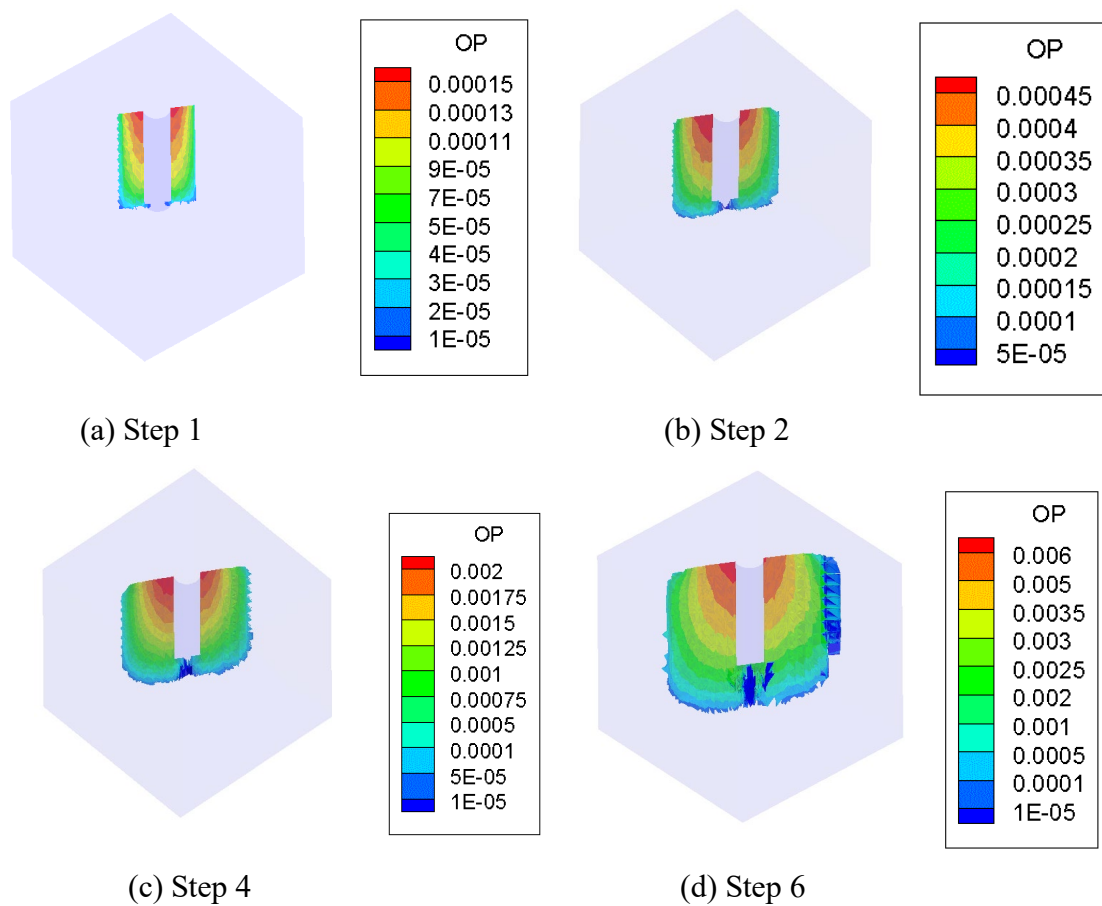 OP
0.00015
0.00013
0.00011
9E-05
7E-05
5E-05
4E-05
3E-05
2E-05
1E-05
(a) Step 1
OP
0.00045
0.0004
0.00035
0.0003
0.00025
0.0002
0.00015
0.0001
5E-05
(b) Step 2
OP
0.002
0.00175
0.0015
0.00125
0.001
0.00075
0.0005
0.0001
5E-05
1E-05
(c) Step 4
OP
0.006
0.005
0.0035
0.003
0.0025
0.002
0.001
0.0005
0.0001
1E-05
(d) Step 6